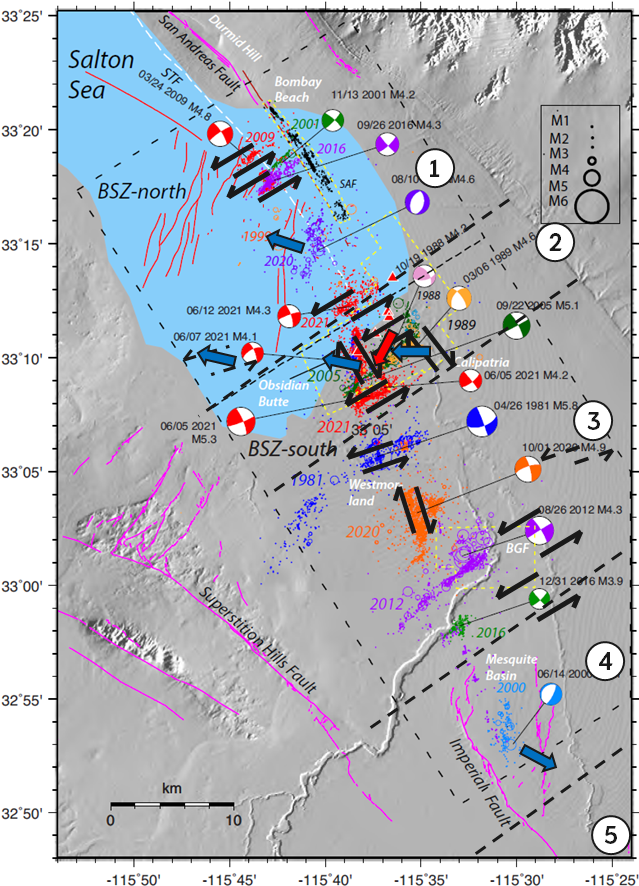 33°25'
33°20'
33°15'
33°10'
33°05'
33°00'
32°55'
32°50'
Salton
Sea
San Andreas Fault
Durmid Hill
STF
03/24 2009 M4.8
Bombay
Beach
11/13 2001 M4.2
2001
09/26 2016 M4.3
2009
2016
M1
M2
M3
M4
M5
M6
1
BSZ-north
SAF
M4.6
2020
2
10/19 1988 M4.2
03/06 1989 M4.8
1988
1989
09/22 2005 M5.1
06/12 2021 M4.3
2021
06/07 2021 M4.1
2005
Calipatria
06/05 2021 M4.2
Obsidian
Butte
06/05 2021
M5.3
2021
33°05'
04/26 1981 M5.8
3
BSZ-south
1981
Westmor-
land
10/01 2020 M4.9
2020
08/26 2012 M4.3
BGF
2012
12/31 2016 M3.9
2016
Superstition Hills Fault
4
Mesquite
Basin
2000
06/14 2000
Imperial Fault
km
0
10
5
-115°50'
-115°45'
-115°40'
-115°35'
-115°30'
-115°25'